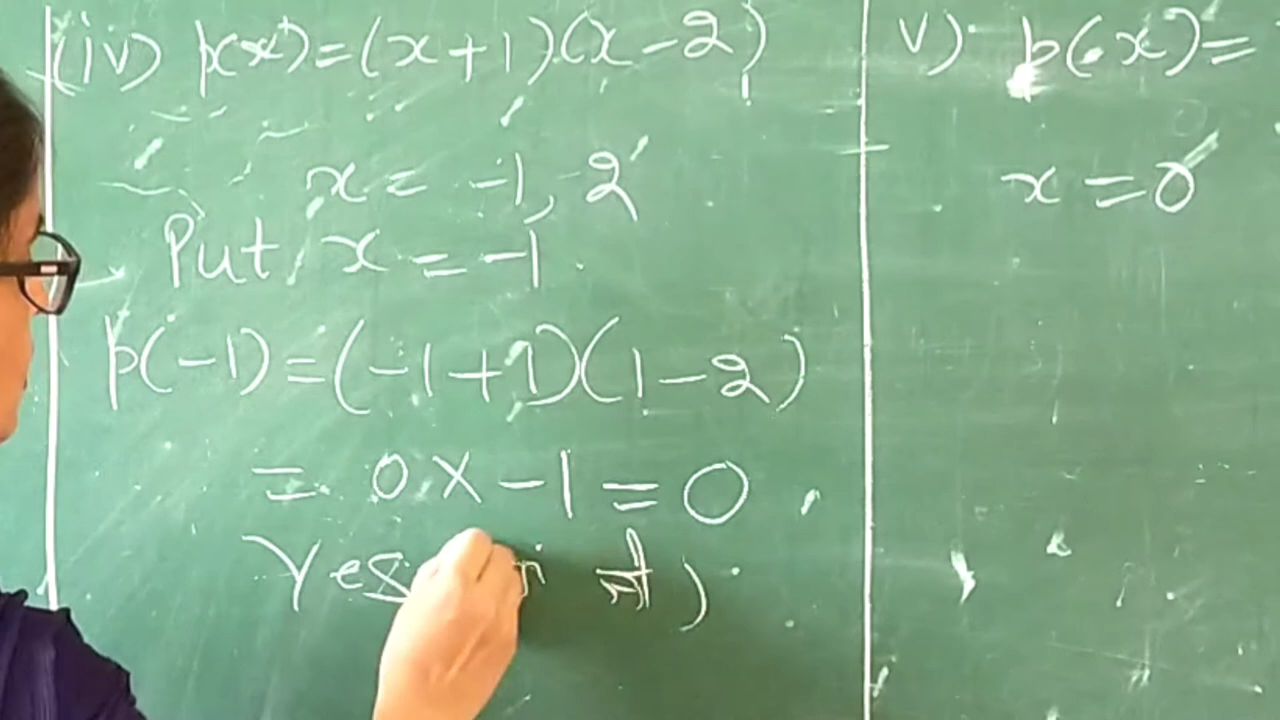 (iv) p(x)=(x+1)(x-2)
x = -1, 2
Put, x = -1
p(-1)=(-1+1)(1-2)
= 0 x -1 = 0
Yes
v) p(x)=
x = 0